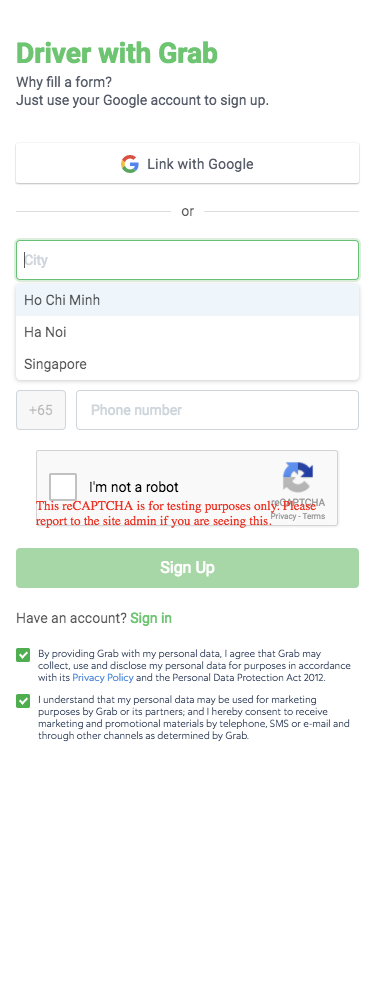 Driver with Grab
Why fill a form?
Just use your Google account to sign up.
Link with Google
or
City
Ho Chi Minh
Ha Noi
Singapore
+65
Phone number
I'm not a robot
reCAPTCHA
This reCAPTCHA is for testing purposes only. Please
report to the site admin if you are seeing this.
Privacy - Terms
Sign Up
Have an account? Sign in
By providing Grab with my personal data, I agree that Grab may
collect, use and disclose my personal data for purposes in accordance
with its Privacy Policy and the Personal Data Protection Act 2012.
I understand that my personal data may be used for marketing
purposes by Grab or its partners; and I hereby consent to receive
marketing and promotional materials by telephone, SMS or e-mail and
through other channels as determined by Grab.